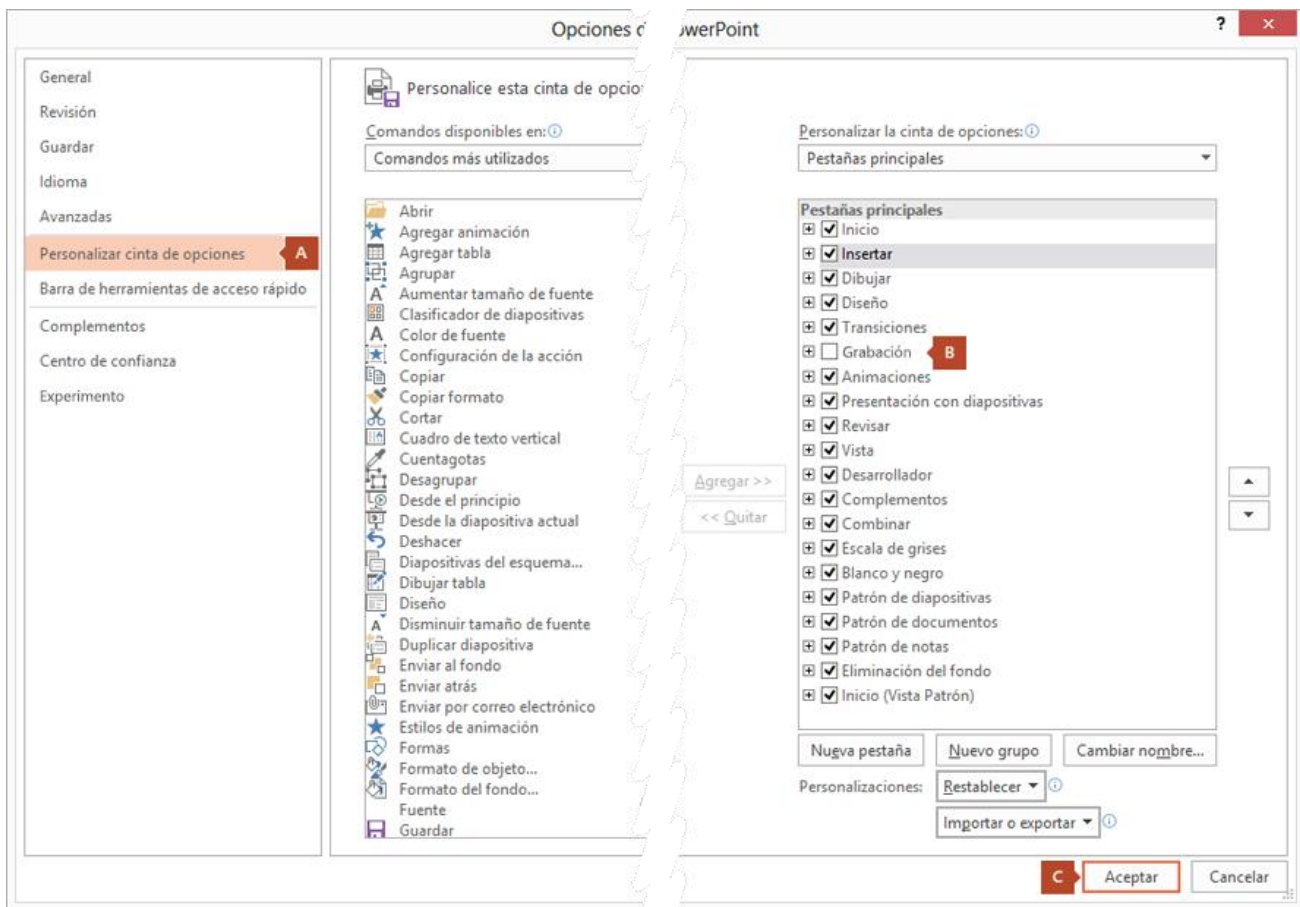 Opciones d owerPoint
?
General
Revisión
Guardar
Idioma
Avanzadas
Personalizar cinta de opciones
A
Barra de herramientas de acceso rápido
Complementos
Centro de confianza
Experimento
Personalice esta cinta de opcio
Comandos disponibles en:
Comandos más utilizados
Abrir
Agregar animación
Agregar tabla
Agrupar
Aumentar tamaño de fuente
Clasificador de diapositivas
Color de fuente
Configuración de la acción
Copiar
Copiar formato
Cortar
Cuadro de texto vertical
Cuentagotas
Desagrupar
Desde el principio
Desde la diapositiva actual
Deshacer
Diapositivas del esquema...
Dibujar tabla
Diseño
Disminuir tamaño de fuente
Duplicar diapositiva
Enviar al fondo
Enviar atrás
Enviar por correo electrónico
Estilos de animación
Formas
Formato de objeto...
Formato del fondo...
Fuente
Guardar
Agregar >>
<< Quitar
Personalizar la cinta de opciones:
Pestañas principales
Pestañas principales
Inicio
Insertar
Dibujar
Diseño
Transiciones
Grabación
B
Animaciones
Presentación con diapositivas
Revisar
Vista
Desarrollador
Complementos
Combinar
Escala de grises
Blanco y negro
Patrón de diapositivas
Patrón de documentos
Patrón de notas
Eliminación del fondo
Inicio (Vista Patrón)
Nueva pestaña
Nuevo grupo
Cambiar nombre...
Personalizaciones:
Restablecer
Importar o exportar
C
Aceptar
Cancelar